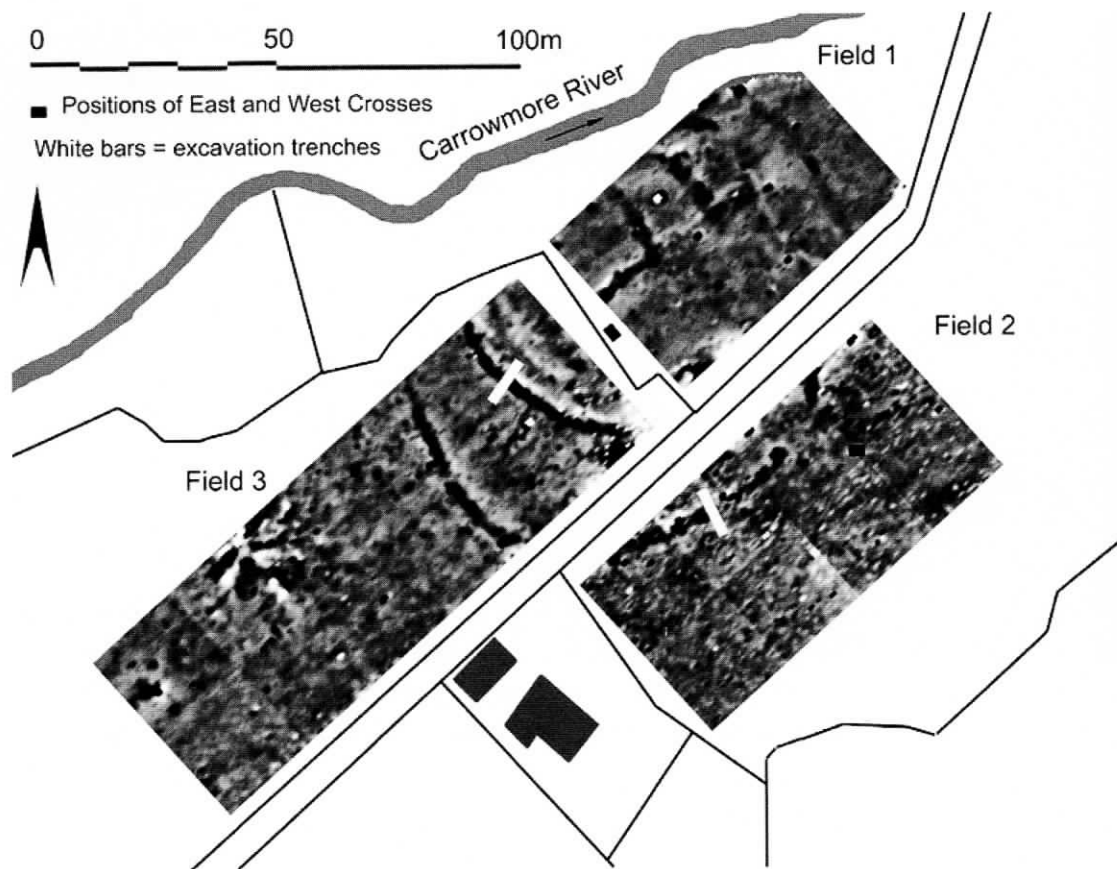 0 50 100m
Field 1
Positions of East and West Crosses
White bars = excavation trenches
Carrowmore River
Field 2
Field 3